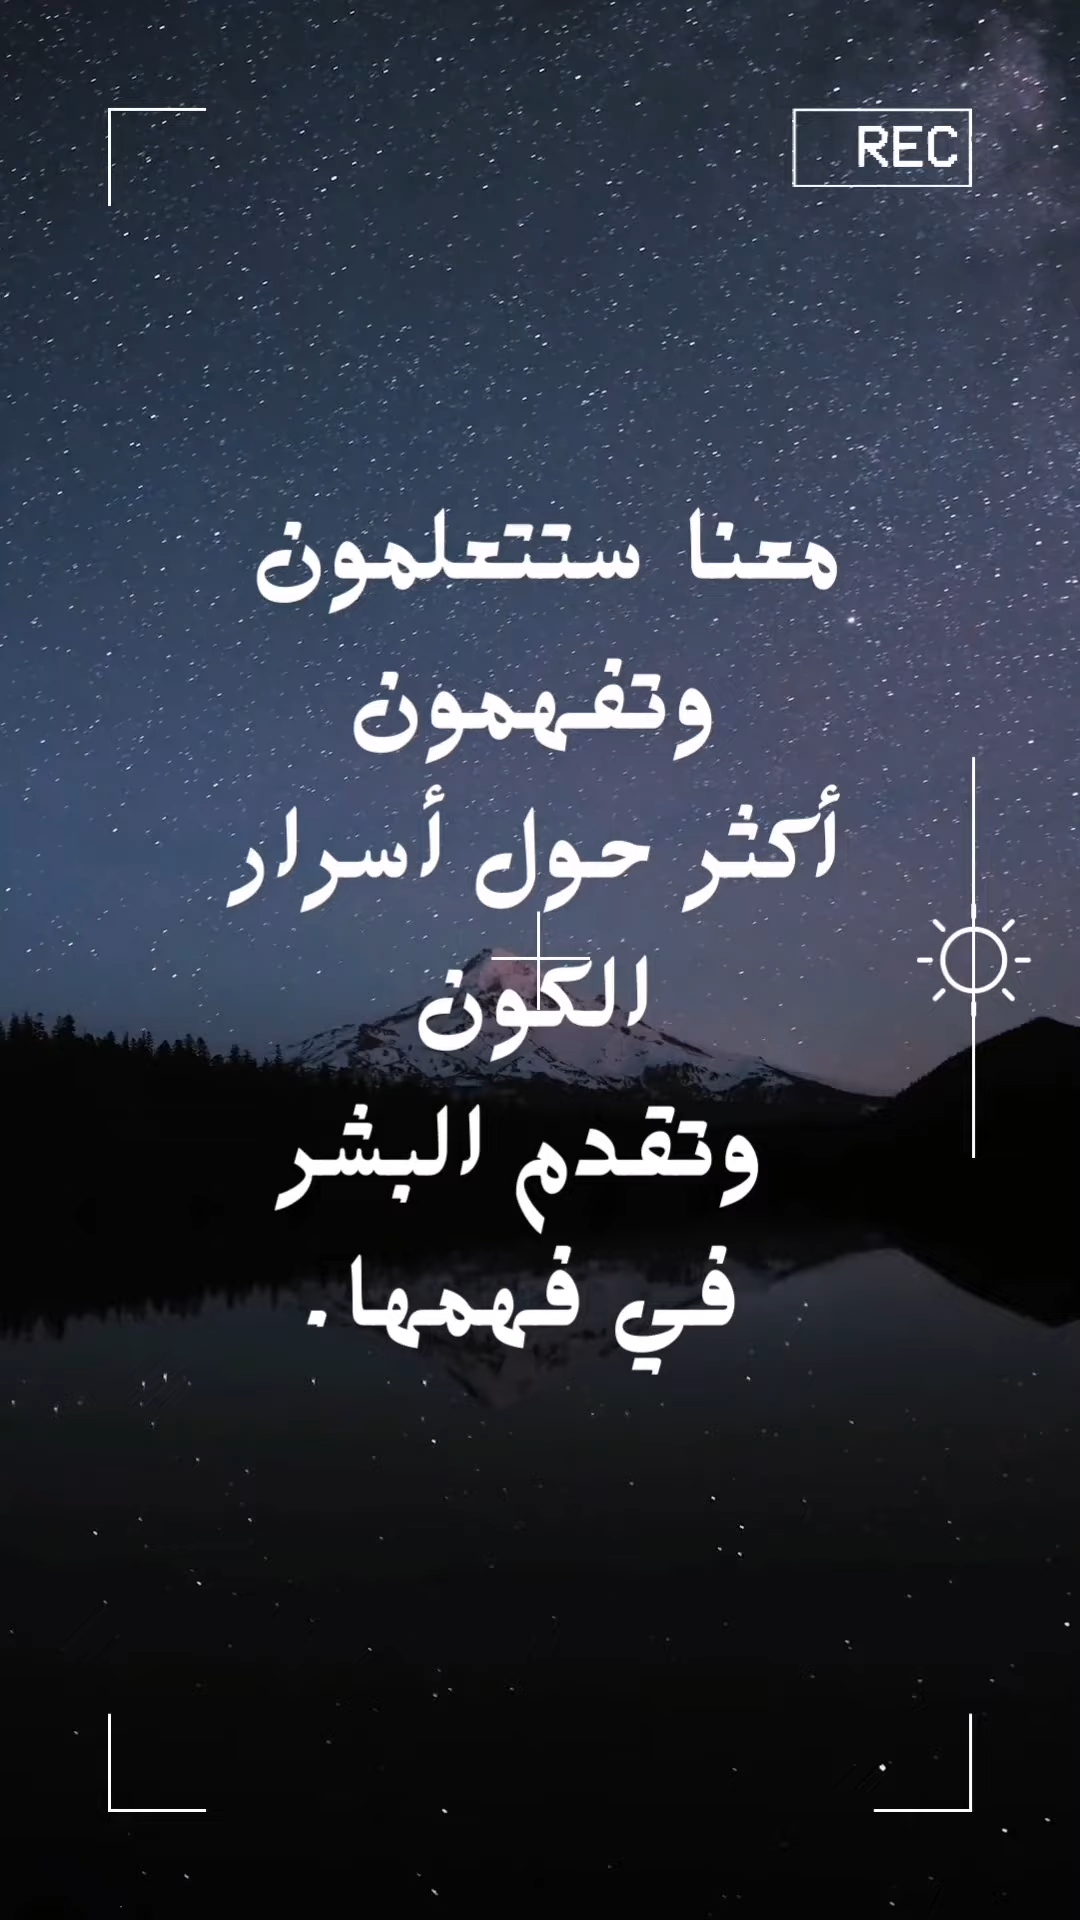 REC
معنا ستتعلمون
وتفهمون
أكثر حول أسرار
الكون
وتقدم البشر
في فهمها.